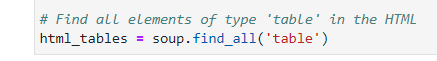 # Find all elements of type 'table' in the HTML
html_tables = soup.find_all('table')